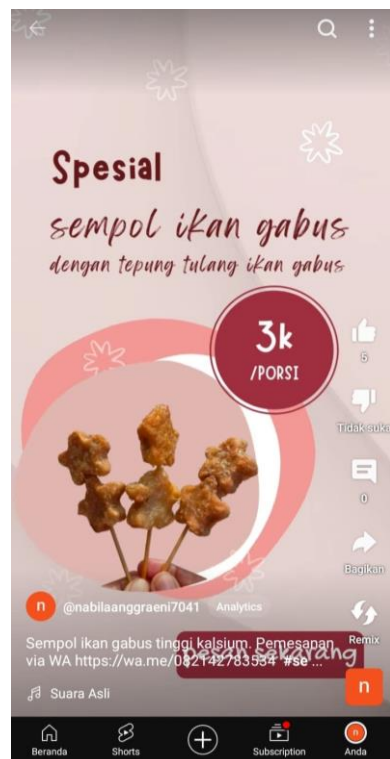 Spesial
sempol ikan gabus
dengan tepung tulang ikan gabus
3k
/PORSI
5
Tidak suka
0
Bagikan
n @nabilaanggraeni7041 Analytics
Remix
Sempol ikan gabus tinggi kalsium. Pemesanan
via WA https://wa.me/082142783534 #se ...
pesan sekarang
Suara Asli
n
Beranda
Shorts
Subscription
n
Anda